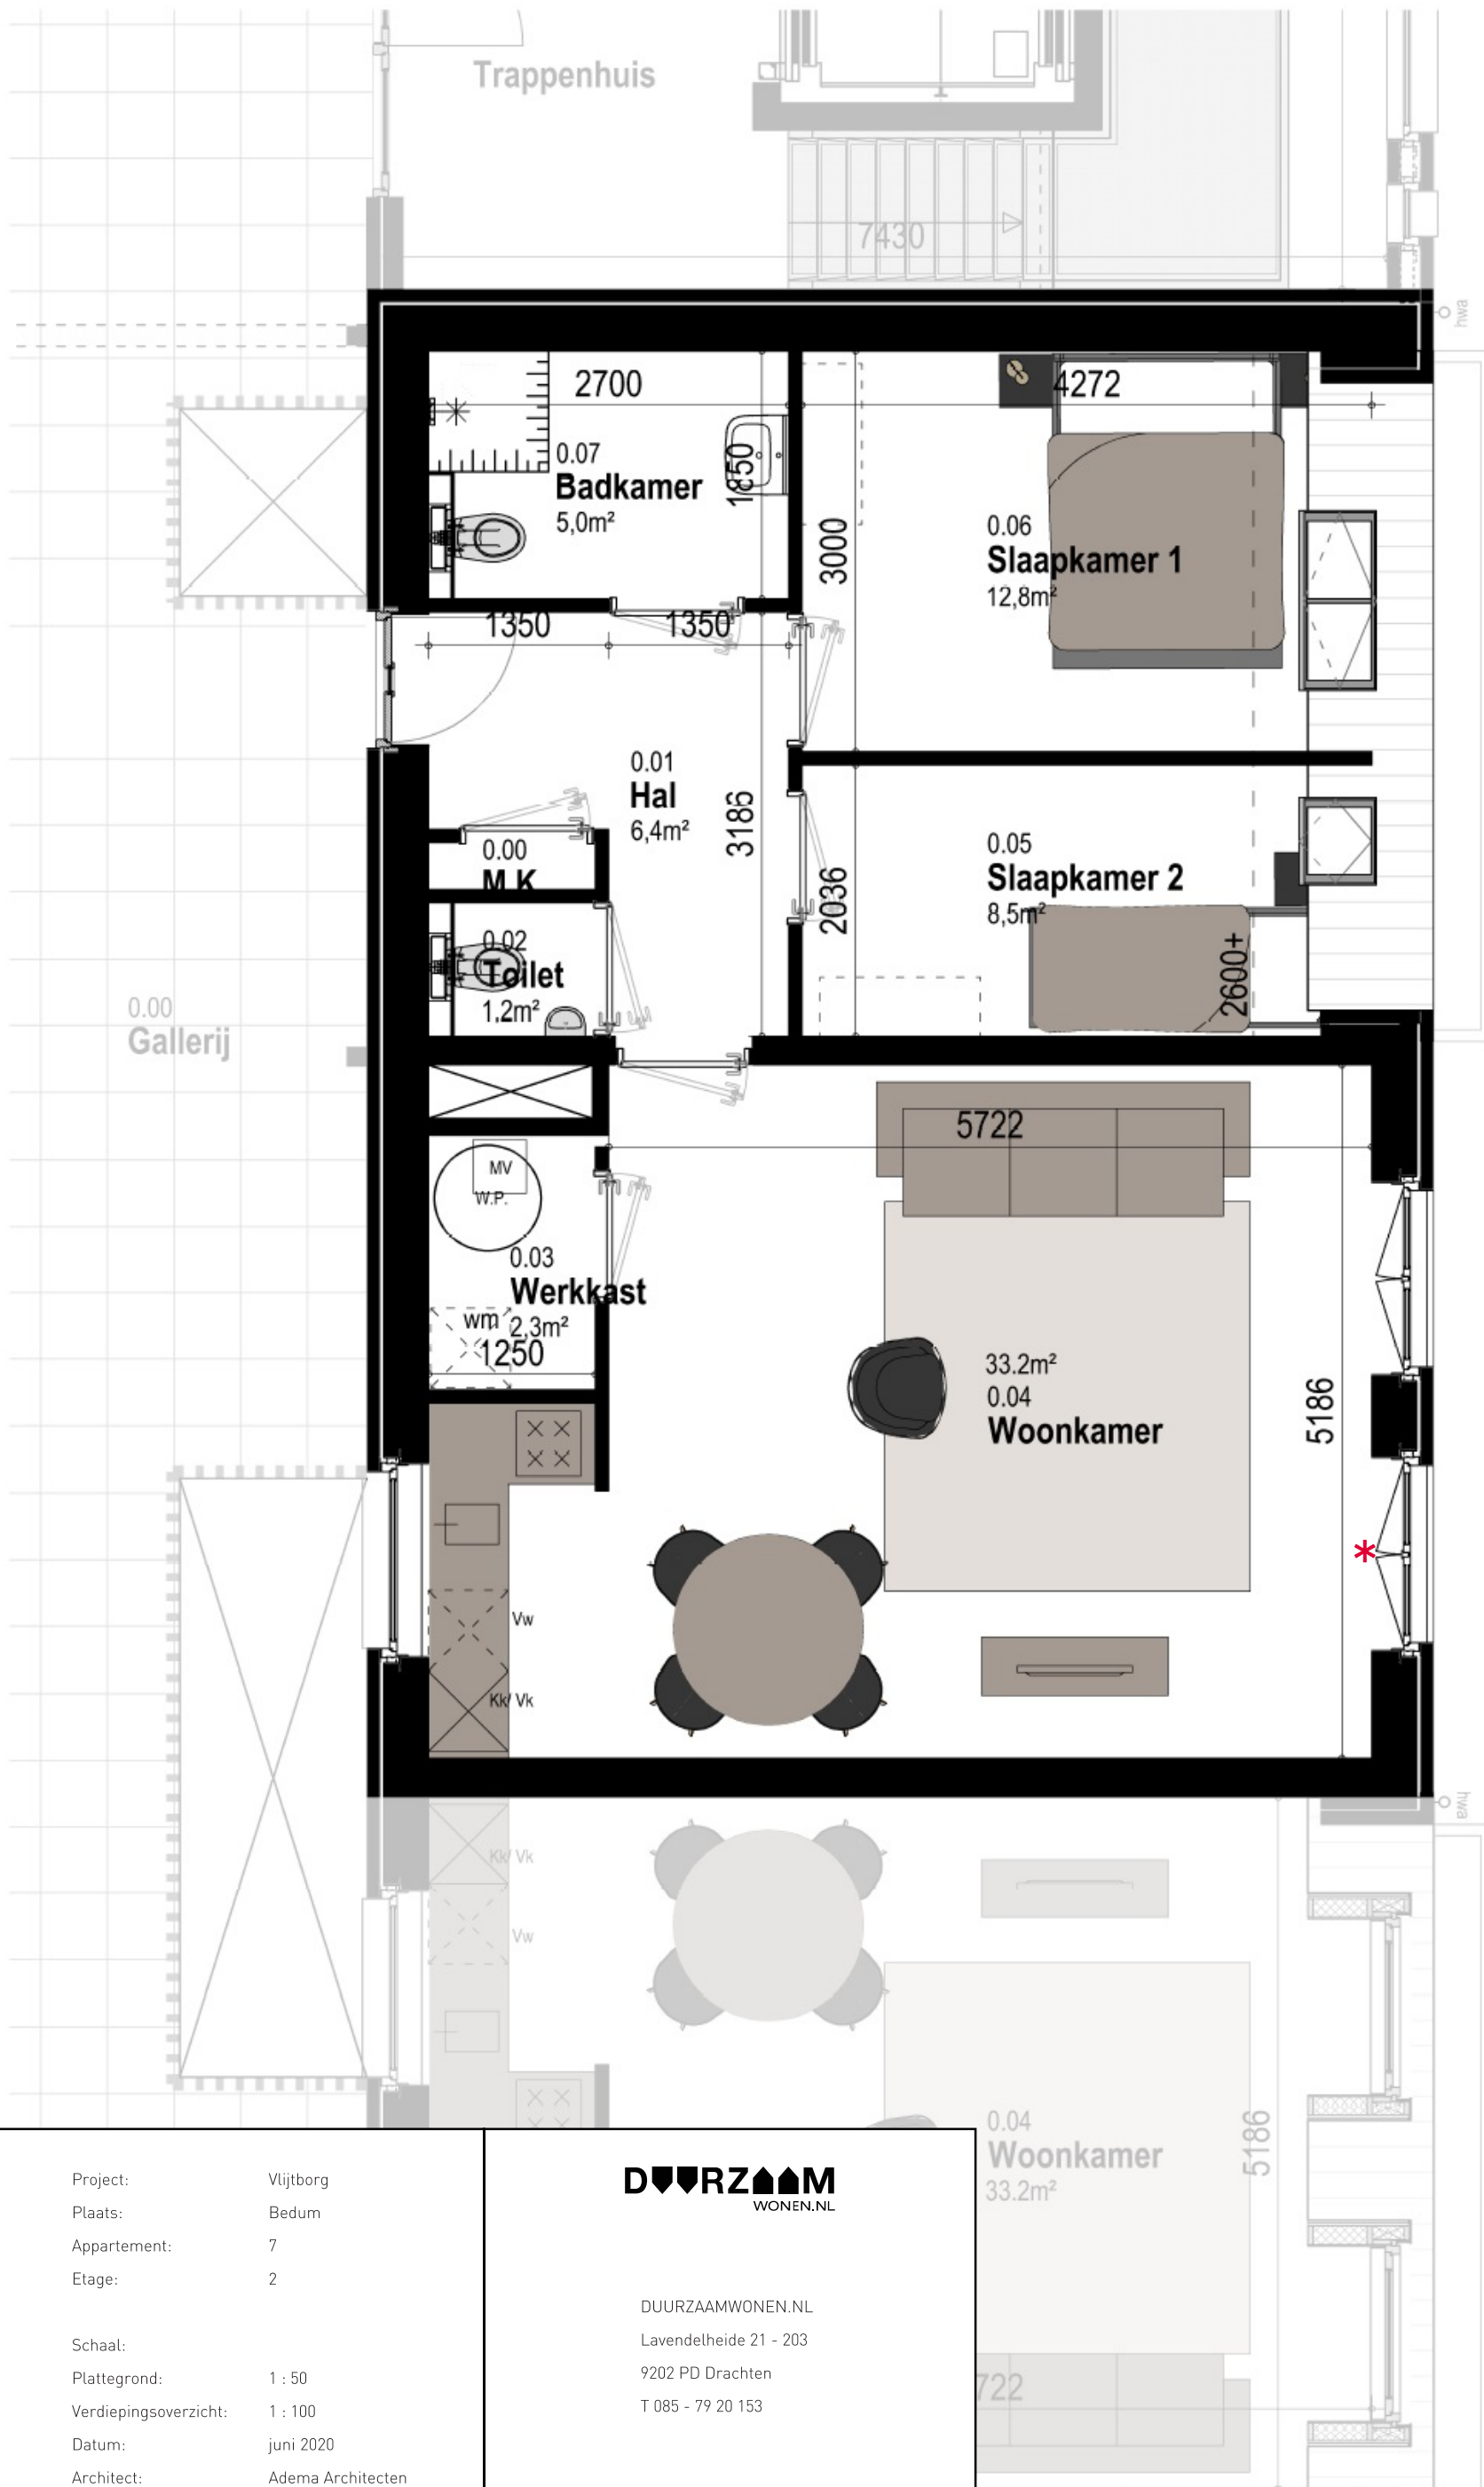 Trappenhuis
7430
hwa
2700
4272
0.07
Badkamer
5,0m²
1850
3000
0.06
Slaapkamer 1
12,8m²
1350
1350
0.01
Hal
6,4m²
3186
0.00
M.K
0.05
Slaapkamer 2
8,5m²
2036
2600+
0.02
Toilet
1,2m²
0.00
Gallerij
5722
MV
W.P.
0.03
Werkkast
wm
2,3m²
1250
33.2m²
0.04
Woonkamer
5186
*
Vw
Kk/ Vk
hwa
Kk/ Vk
Vw
0.04
Woonkamer
33.2m²
5186
722
Project: Vlijtborg
Plaats: Bedum
Appartement: 7
Etage: 2
Schaal:
Plattegrond: 1 : 50
Verdiepingsoverzicht: 1 : 100
Datum: juni 2020
Architect: Adema Architecten
DUURZAAM
WONEN.NL
DUURZAAMWONEN.NL
Lavendelheide 21 - 203
9202 PD Drachten
T 085 - 79 20 153